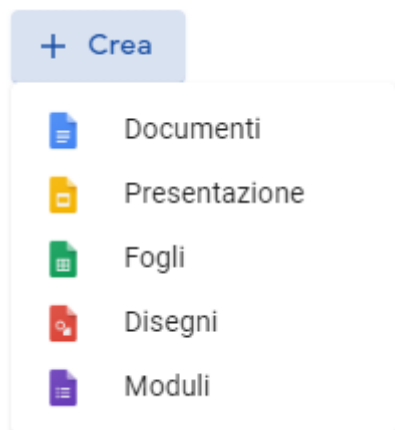 + Crea
Documenti
Presentazione
Fogli
Disegni
Moduli